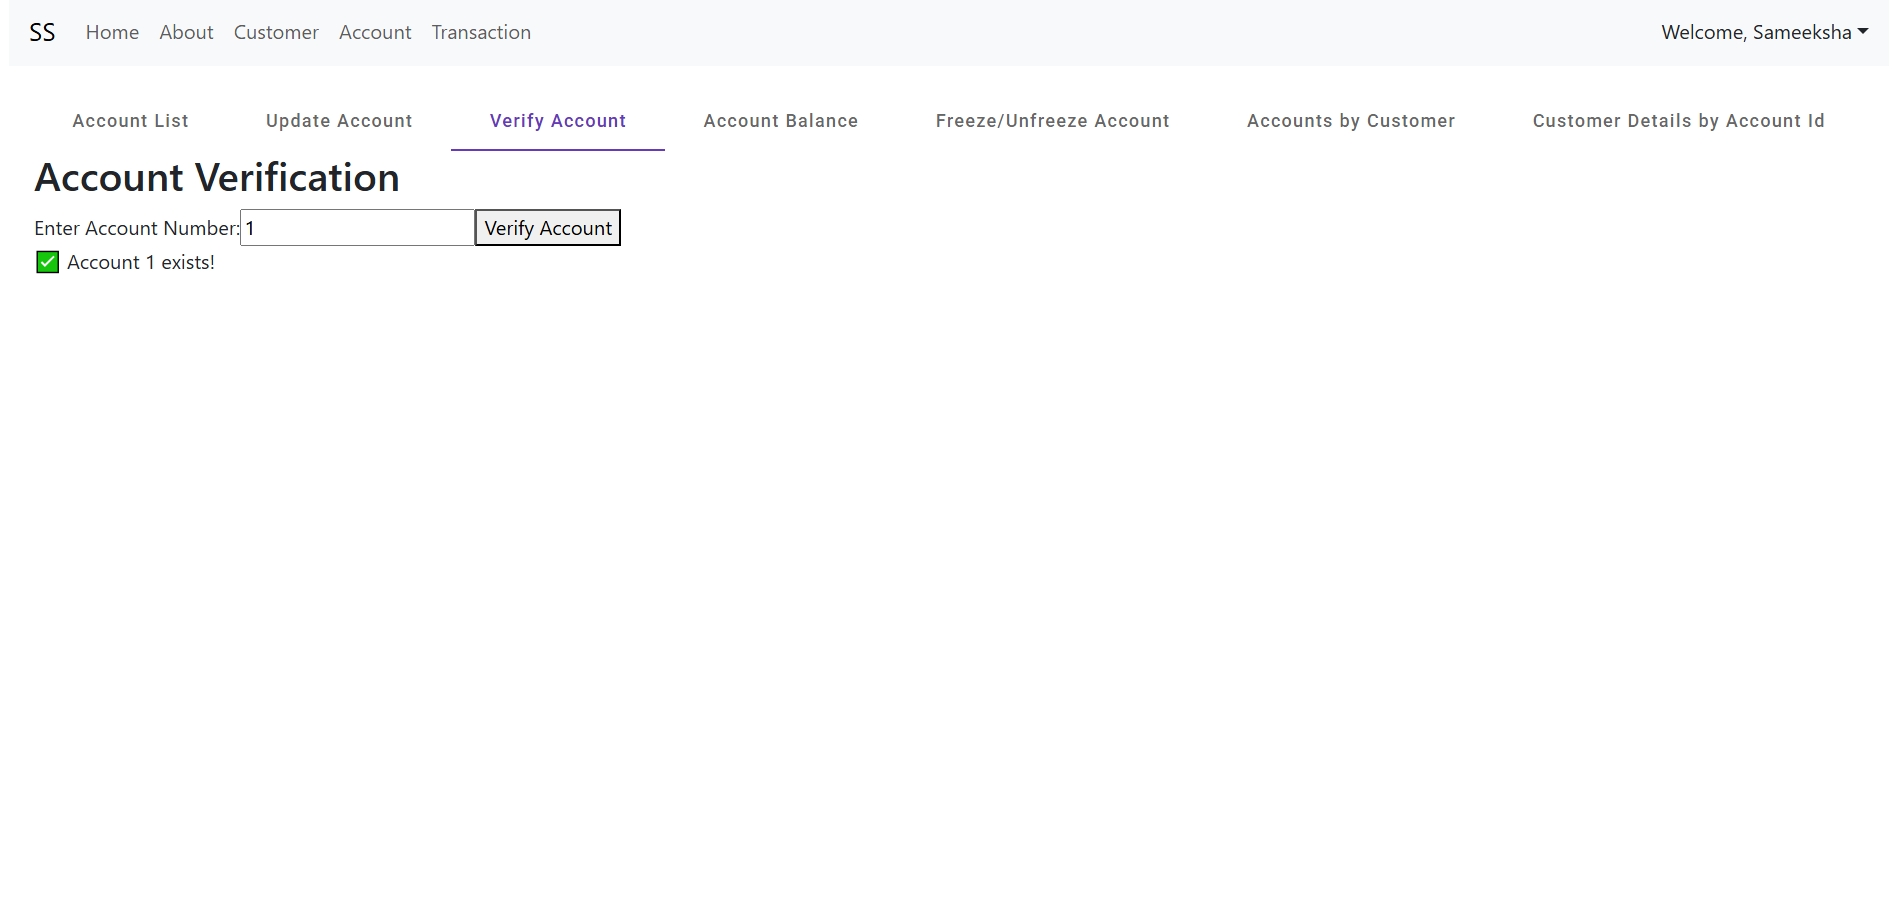 SS Home About Customer Account Transaction Welcome, Sameeksha
Account List Update Account Verify Account Account Balance Freeze/Unfreeze Account Accounts by Customer Customer Details by Account Id
Account Verification
Enter Account Number: 1 Verify Account
✅ Account 1 exists!